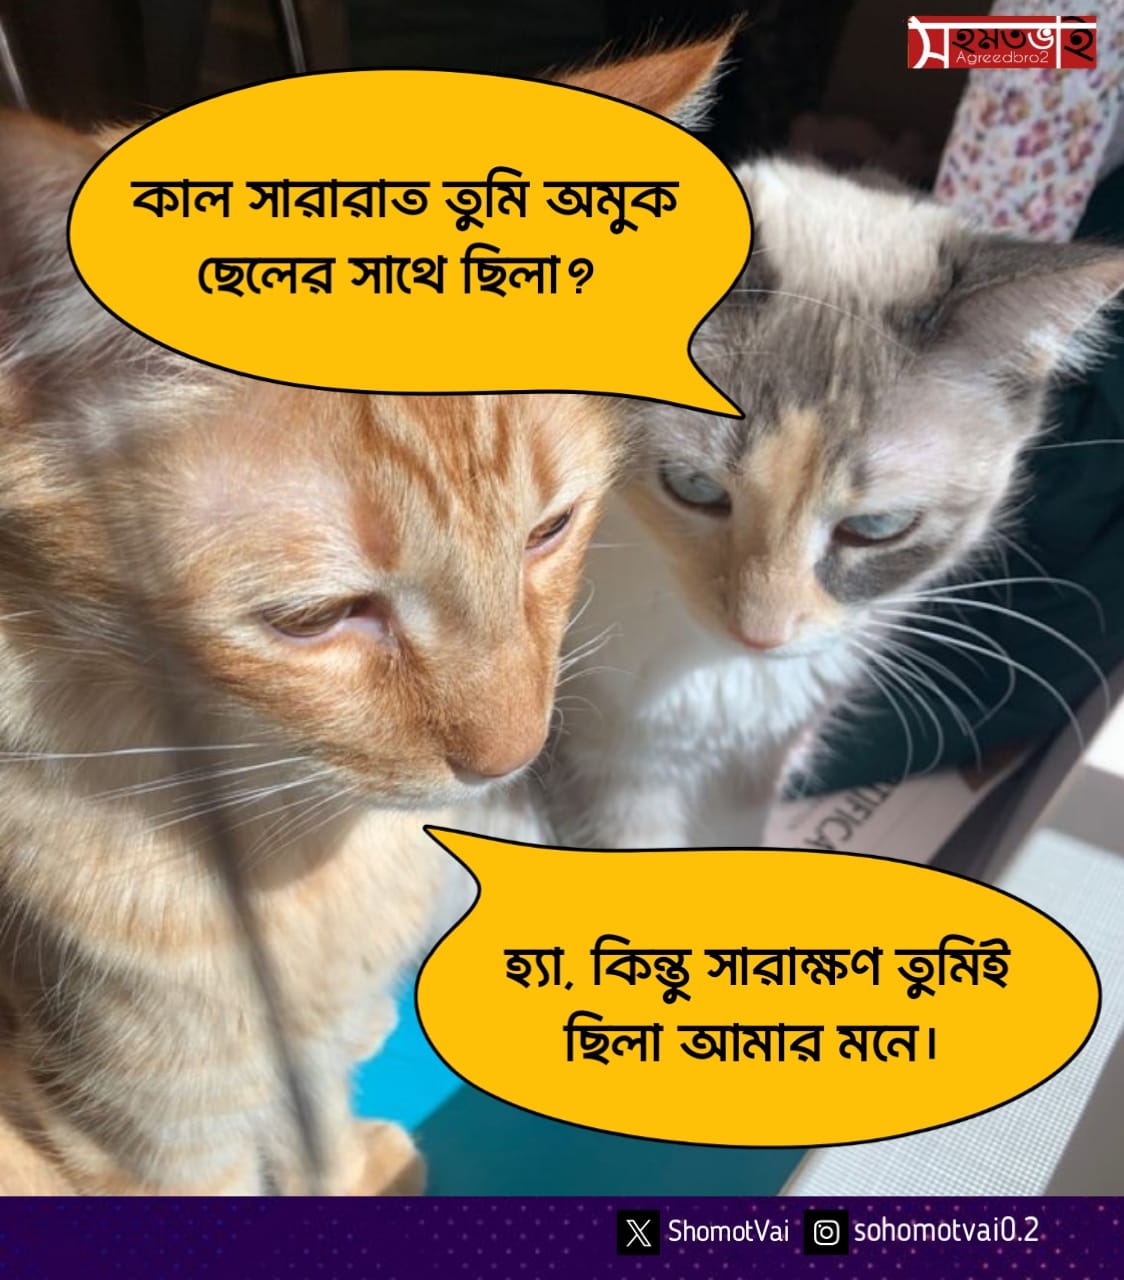 সহমতভাই
Agreedbro2
কাল সারারাত তুমি অমুক
ছেলের সাথে ছিলা?
হ্যা, কিন্তু সারাক্ষণ তুমিই
ছিলা আমার মনে।
ShomotVai sohomotvai0.2